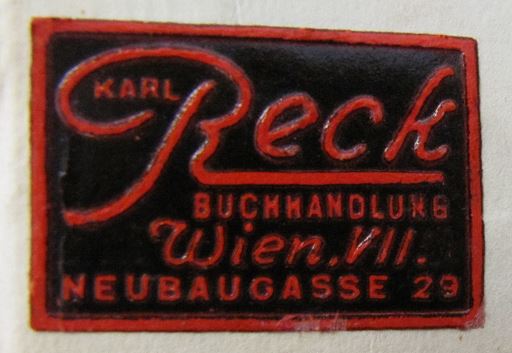 KARL
Reck
BUCHHANDLUNG
Wien. VII.
NEUBAUGASSE 29